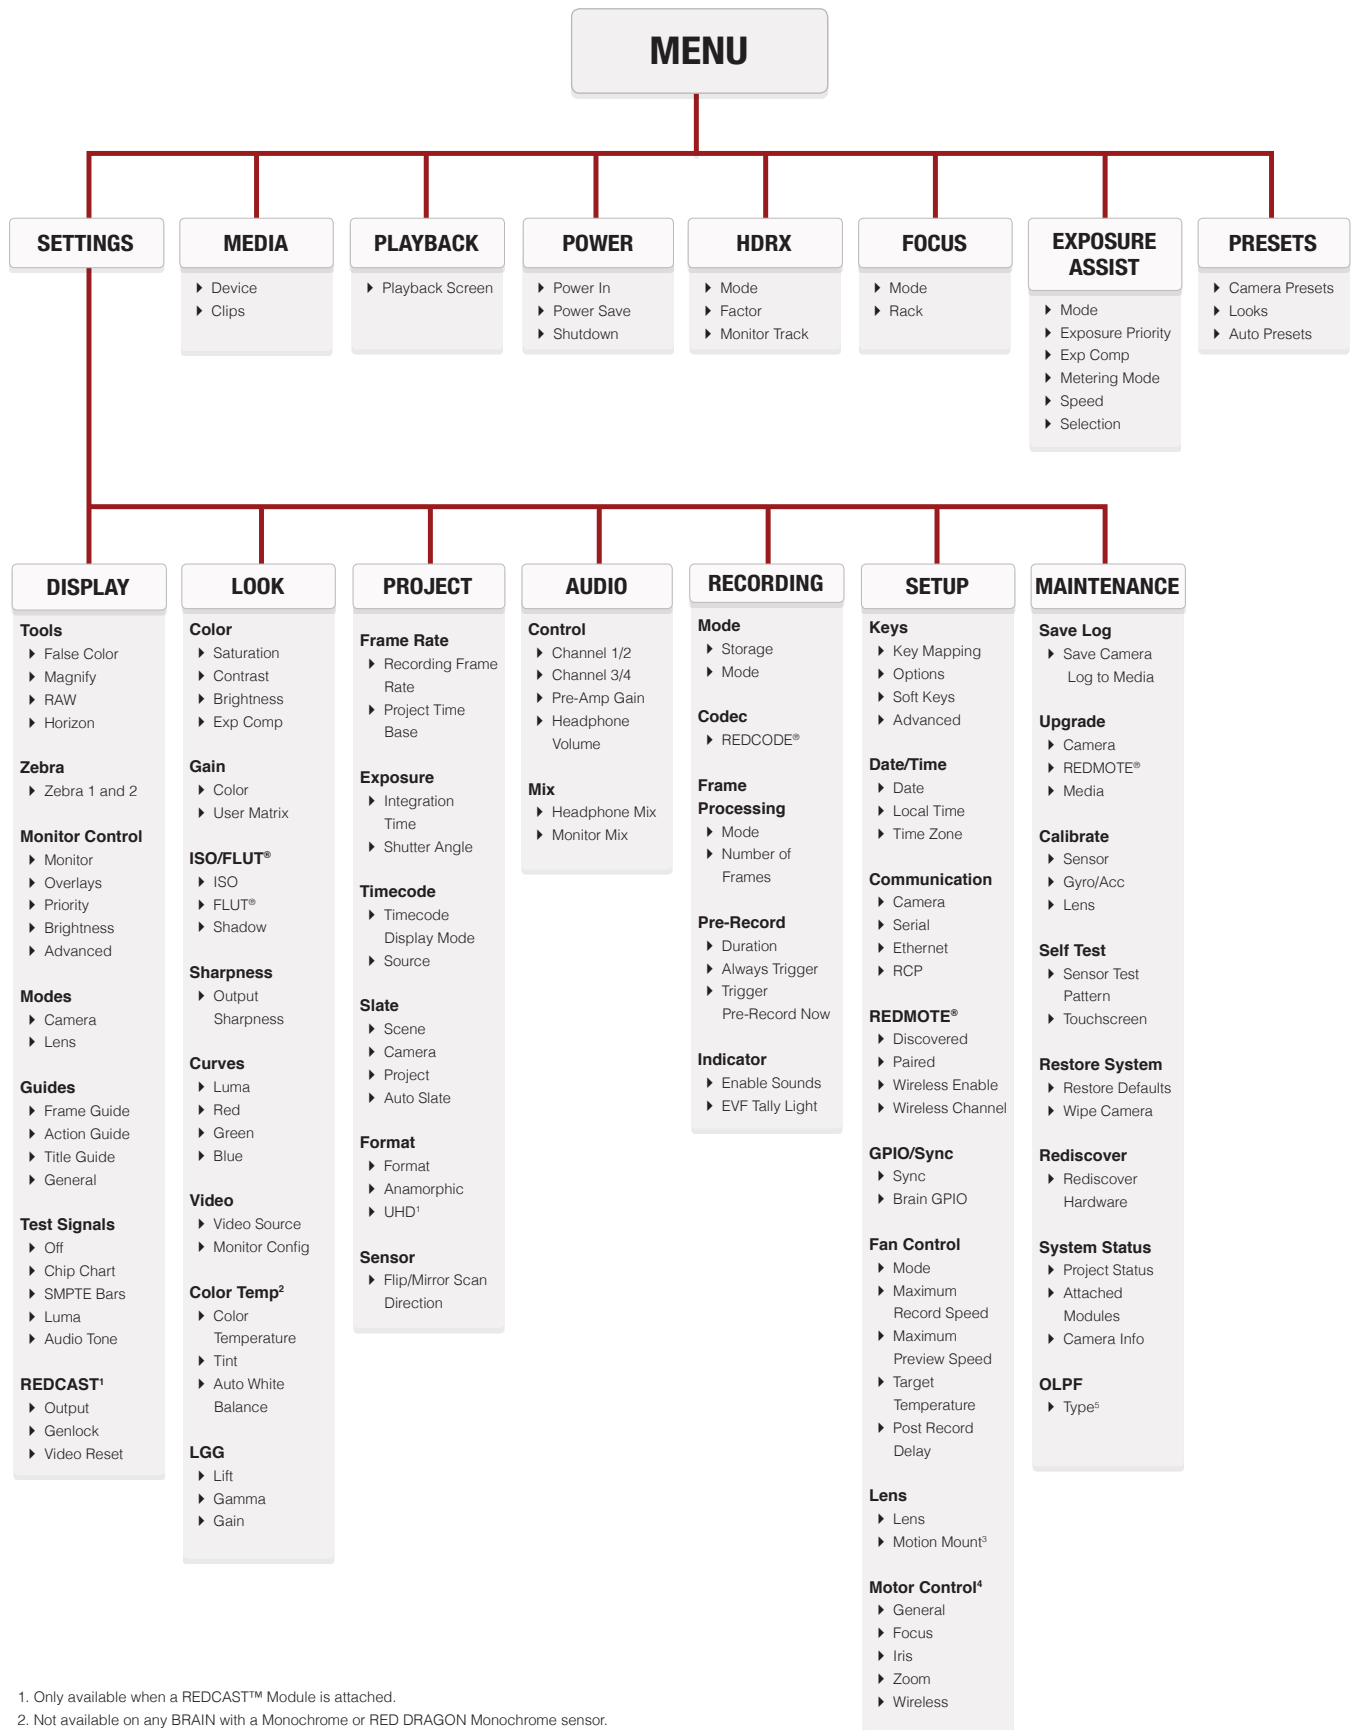 MENU
SETTINGS
Device
Clips
MEDIA
PLAYBACK
Playback Screen
POWER
Power In
Power Save
Shutdown
HDRX
Mode
Factor
Monitor Track
FOCUS
Mode
Rack
EXPOSURE
ASSIST
Mode
Exposure Priority
Exp Comp
Metering Mode
Speed
Selection
PRESETS
Camera Presets
Looks
Auto Presets
DISPLAY
Tools
False Color
Magnify
RAW
Horizon
Zebra
Zebra 1 and 2
Monitor Control
Monitor
Overlays
Priority
Brightness
Advanced
Modes
Camera
Lens
Guides
Frame Guide
Action Guide
Title Guide
General
Test Signals
Off
Chip Chart
SMPTE Bars
Luma
Audio Tone
REDCAST¹
Output
Genlock
Video Reset
LOOK
Color
Saturation
Contrast
Brightness
Exp Comp
Gain
Color
User Matrix
ISO/FLUT®
ISO
FLUT®
Shadow
Sharpness
Output
Sharpness
Curves
Luma
Red
Green
Blue
Video
Video Source
Monitor Config
Color Temp²
Color
Temperature
Tint
Auto White
Balance
LGG
Lift
Gamma
Gain
PROJECT
Frame Rate
Recording Frame
Rate
Project Time
Base
Exposure
Integration
Time
Shutter Angle
Timecode
Timecode
Display Mode
Source
Slate
Scene
Camera
Project
Auto Slate
Format
Format
Anamorphic
UHD¹
Sensor
Flip/Mirror Scan
Direction
AUDIO
Control
Channel 1/2
Channel 3/4
Pre-Amp Gain
Headphone
Volume
Mix
Headphone Mix
Monitor Mix
RECORDING
Mode
Storage
Mode
Codec
REDCODE®
Frame
Processing
Mode
Number of
Frames
Pre-Record
Duration
Always Trigger
Trigger
Pre-Record Now
Indicator
Enable Sounds
EVF Tally Light
SETUP
Keys
Key Mapping
Options
Soft Keys
Advanced
Date/Time
Date
Local Time
Time Zone
Communication
Camera
Serial
Ethernet
RCP
REDMOTE®
Discovered
Paired
Wireless Enable
Wireless Channel
GPIO/Sync
Sync
Brain GPIO
Fan Control
Mode
Maximum
Record Speed
Maximum
Preview Speed
Target
Temperature
Post Record
Delay
Lens
Lens
Motion Mount³
Motor Control⁴
General
Focus
Iris
Zoom
Wireless
MAINTENANCE
Save Log
Save Camera
Log to Media
Upgrade
Camera
REDMOTE®
Media
Calibrate
Sensor
Gyro/Acc
Lens
Self Test
Sensor Test
Pattern
Touchscreen
Restore System
Restore Defaults
Wipe Camera
Rediscover
Rediscover
Hardware
System Status
Project Status
Attached
Modules
Camera Info
OLPF
Type⁵
1. Only available when a REDCAST™ Module is attached.
2. Not available on any BRAIN with a Monochrome or RED DRAGON Monochrome sensor.